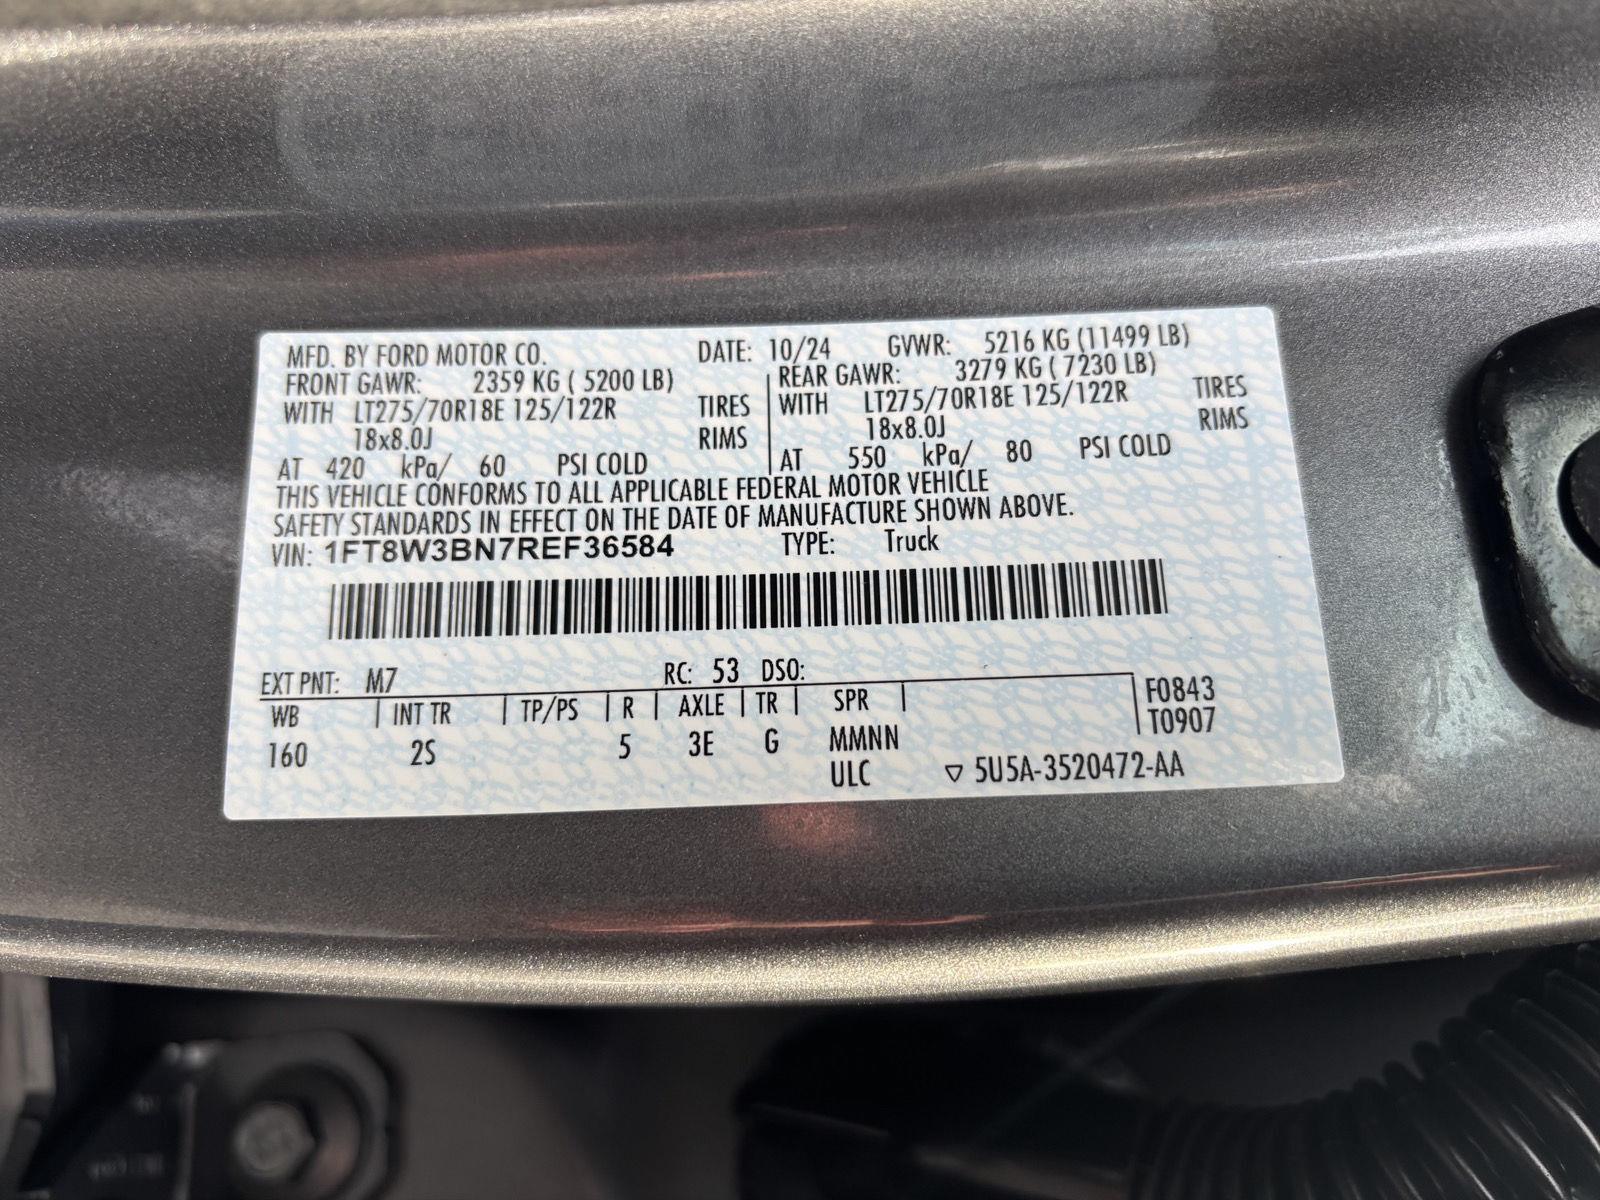 MFD. BY FORD MOTOR CO. DATE: 10/24 GVWR: 5216 KG (11499 LB)
FRONT GAWR: 2359 KG ( 5200 LB) REAR GAWR: 3279 KG ( 7230 LB)
WITH LT275/70R18E 125/122R TIRES WITH LT275/70R18E 125/122R TIRES
18x8.0J RIMS 18x8.0J RIMS
AT 420 kPa/ 60 PSI COLD AT 550 kPa/ 80 PSI COLD
THIS VEHICLE CONFORMS TO ALL APPLICABLE FEDERAL MOTOR VEHICLE
SAFETY STANDARDS IN EFFECT ON THE DATE OF MANUFACTURE SHOWN ABOVE.
VIN: 1FT8W3BN7REF36584 TYPE: Truck
EXT PNT: M7 RC: 53 DSO:
WB INT TR TP/PS R AXLE TR SPR F0843
T0907
160 2S 5 3E G MMNN
ULC ▽ 5U5A-3520472-AA